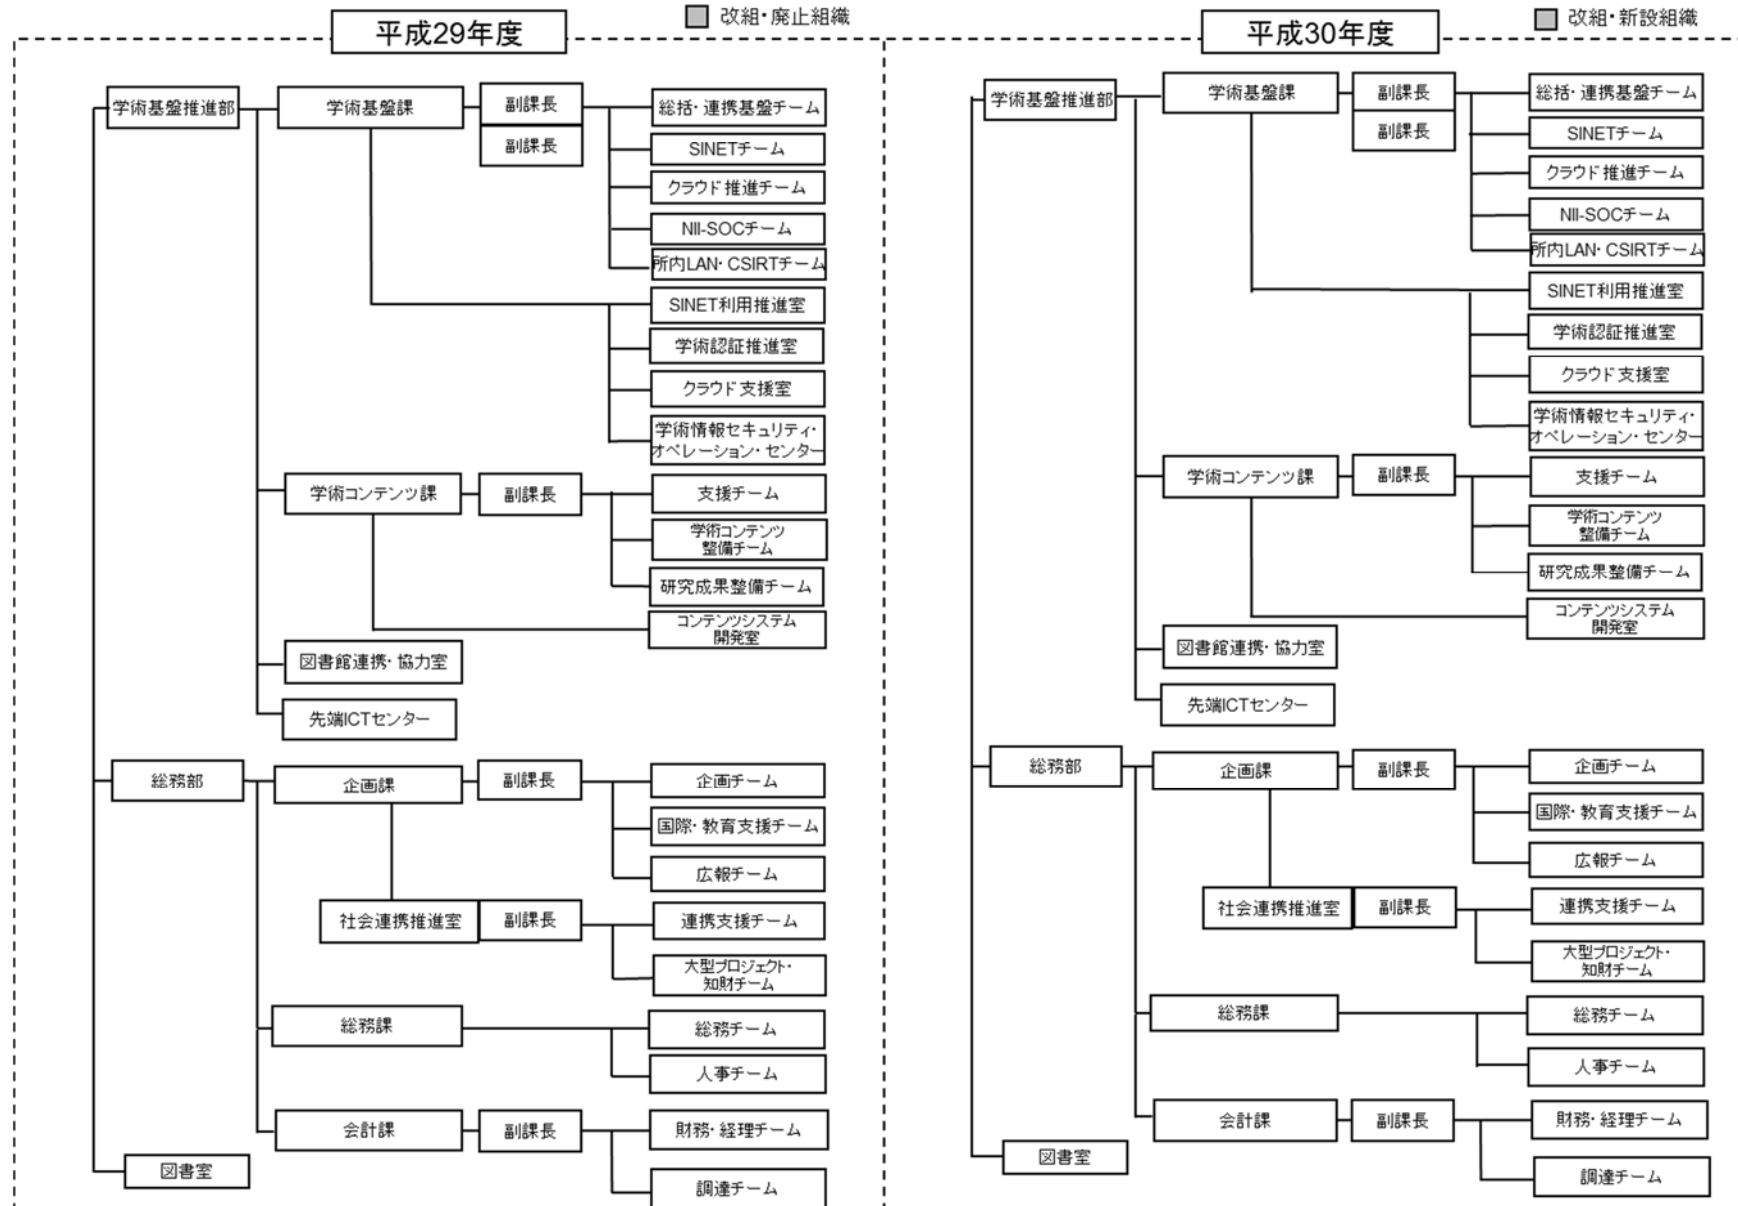 平成29年度
改組・廃止組織
学術基盤推進部
学術基盤課
副課長
副課長
総括・連携基盤チーム
SINETチーム
クラウド推進チーム
NII-SOCチーム
所内LAN・CSIRTチーム
SINET利用推進室
学術認証推進室
クラウド支援室
学術情報セキュリティ・
オペレーション・センター
学術コンテンツ課
副課長
支援チーム
学術コンテンツ
整備チーム
研究成果整備チーム
コンテンツシステム
開発室
図書館連携・協力室
先端ICTセンター
総務部
企画課
副課長
企画チーム
国際・教育支援チーム
広報チーム
社会連携推進室
副課長
連携支援チーム
大型プロジェクト・
知財チーム
総務課
総務チーム
人事チーム
会計課
副課長
財務・経理チーム
調達チーム
図書室
平成30年度
改組・新設組織
学術基盤推進部
学術基盤課
副課長
副課長
総括・連携基盤チーム
SINETチーム
クラウド推進チーム
NII-SOCチーム
所内LAN・CSIRTチーム
SINET利用推進室
学術認証推進室
クラウド支援室
学術情報セキュリティ・
オペレーション・センター
学術コンテンツ課
副課長
支援チーム
学術コンテンツ
整備チーム
研究成果整備チーム
コンテンツシステム
開発室
図書館連携・協力室
先端ICTセンター
総務部
企画課
副課長
企画チーム
国際・教育支援チーム
広報チーム
社会連携推進室
副課長
連携支援チーム
大型プロジェクト・
知財チーム
総務課
総務チーム
人事チーム
会計課
副課長
財務・経理チーム
調達チーム
図書室